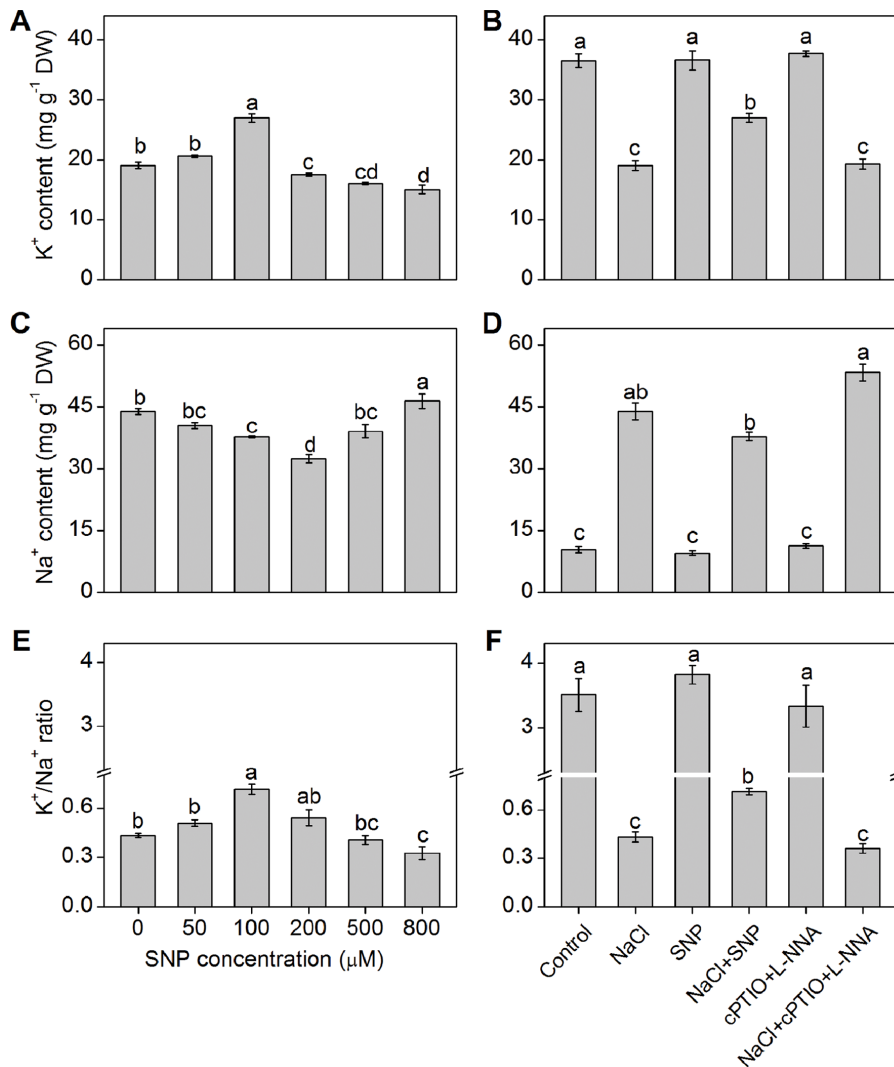 A
K⁺ content (mg g⁻¹ DW)
40
30
20
10
0
b
b
a
c
cd
d
B
40
30
20
10
0
a
c
a
b
a
c
C
Na⁺ content (mg g⁻¹ DW)
60
45
30
15
0
b
bc
c
d
bc
a
D
60
45
30
15
0
c
ab
c
b
c
a
E
K⁺/Na⁺ ratio
4
3
0.6
0.3
0.0
b
b
a
ab
bc
c
0 50 100 200 500 800
SNP concentration (μM)
F
4
3
0.6
0.3
0.0
a
c
a
b
a
c
Control
NaCl
SNP
NaCl+SNP
cPTIO+L-NNA
NaCl+cPTIO+L-NNA